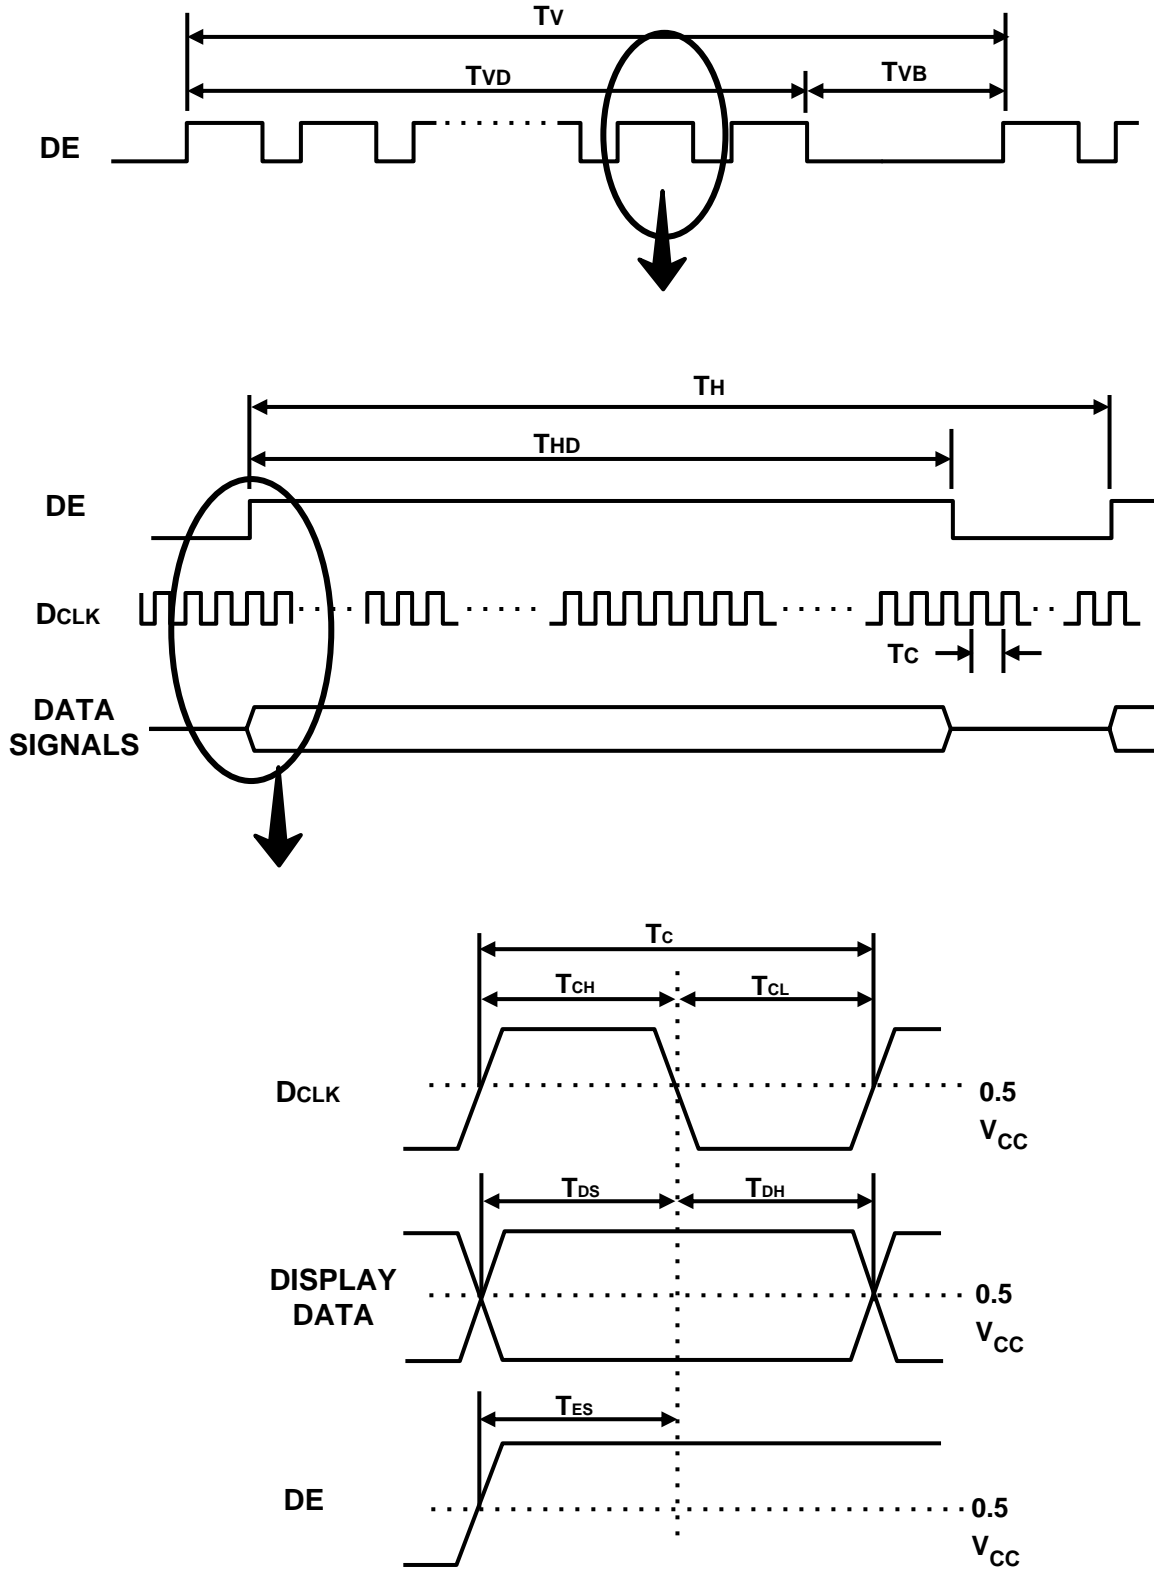 TV
TVD
TVB
DE
TH
THD
DE
DCLK
TC
DATA
SIGNALS
TC
TCH
TCL
DCLK
0.5
VCC
TDS
TDH
DISPLAY
DATA
0.5
VCC
TES
DE
0.5
VCC